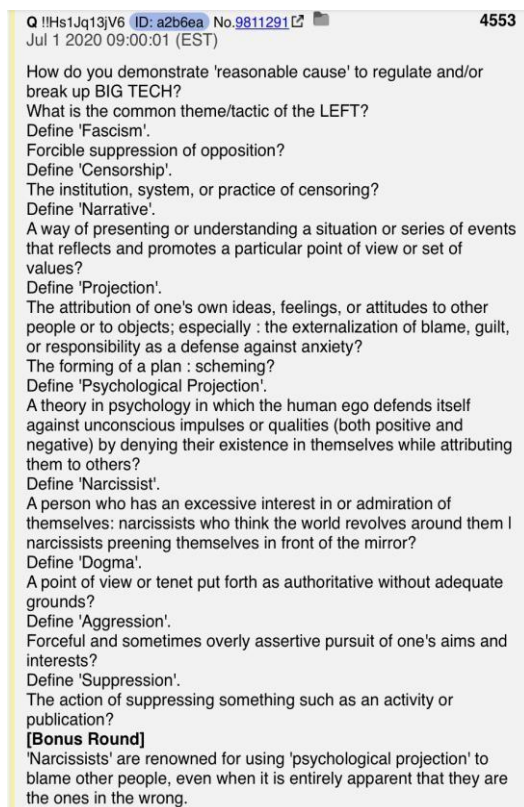 Q !!Hs1Jq13jV6 ID: a2b6ea No.9811291 4553
Jul 1 2020 09:00:01 (EST)
How do you demonstrate 'reasonable cause' to regulate and/or
break up BIG TECH?
What is the common theme/tactic of the LEFT?
Define 'Fascism'.
Forcible suppression of opposition?
Define 'Censorship'.
The institution, system, or practice of censoring?
Define 'Narrative'.
A way of presenting or understanding a situation or series of events
that reflects and promotes a particular point of view or set of
values?
Define 'Projection'.
The attribution of one's own ideas, feelings, or attitudes to other
people or to objects; especially : the externalization of blame, guilt,
or responsibility as a defense against anxiety?
The forming of a plan : scheming?
Define 'Psychological Projection'.
A theory in psychology in which the human ego defends itself
against unconscious impulses or qualities (both positive and
negative) by denying their existence in themselves while attributing
them to others?
Define 'Narcissist'.
A person who has an excessive interest in or admiration of
themselves: narcissists who think the world revolves around them |
narcissists preening themselves in front of the mirror?
Define 'Dogma'.
A point of view or tenet put forth as authoritative without adequate
grounds?
Define 'Aggression'.
Forceful and sometimes overly assertive pursuit of one's aims and
interests?
Define 'Suppression'.
The action of suppressing something such as an activity or
publication?
[Bonus Round]
'Narcissists' are renowned for using 'psychological projection' to
blame other people, even when it is entirely apparent that they are
the ones in the wrong.